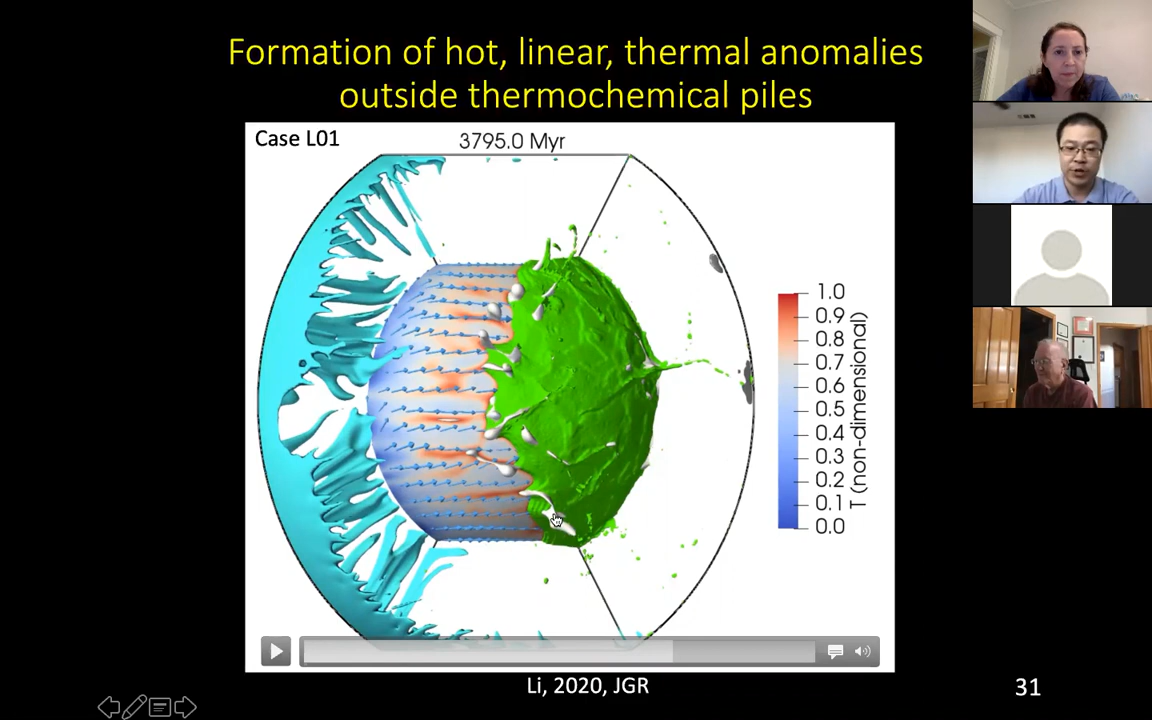 Formation of hot, linear, thermal anomalies
outside thermochemical piles
Case L01
3795.0 Myr
1.0
0.9
0.8
0.7
0.6
0.5
0.4
0.3
0.2
0.1
0.0
T (non-dimensional)
Li, 2020, JGR
31